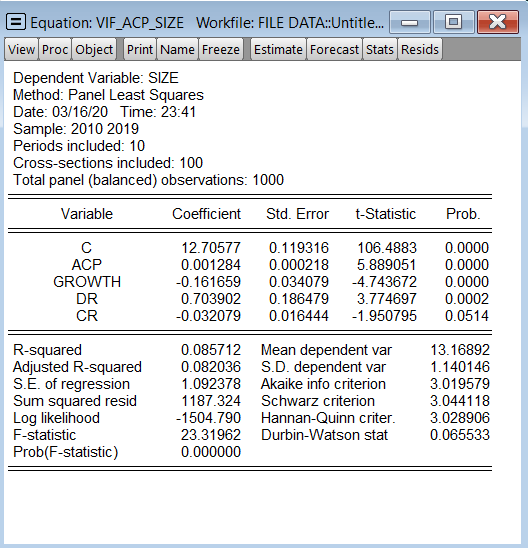 Equation: VIF_ACP_SIZE Workfile: FILE DATA::Untitle...
View Proc Object Print Name Freeze Estimate Forecast Stats Resids
Dependent Variable: SIZE
Method: Panel Least Squares
Date: 03/16/20 Time: 23:41
Sample: 2010 2019
Periods included: 10
Cross-sections included: 100
Total panel (balanced) observations: 1000
Variable Coefficient Std. Error t-Statistic Prob.
C 12.70577 0.119316 106.4883 0.0000
ACP 0.001284 0.000218 5.889051 0.0000
GROWTH -0.161659 0.034079 -4.743672 0.0000
DR 0.703902 0.186479 3.774697 0.0002
CR -0.032079 0.016444 -1.950795 0.0514
R-squared 0.085712 Mean dependent var 13.16892
Adjusted R-squared 0.082036 S.D. dependent var 1.140146
S.E. of regression 1.092378 Akaike info criterion 3.019579
Sum squared resid 1187.324 Schwarz criterion 3.044118
Log likelihood -1504.790 Hannan-Quinn criter. 3.028906
F-statistic 23.31962 Durbin-Watson stat 0.065533
Prob(F-statistic) 0.000000